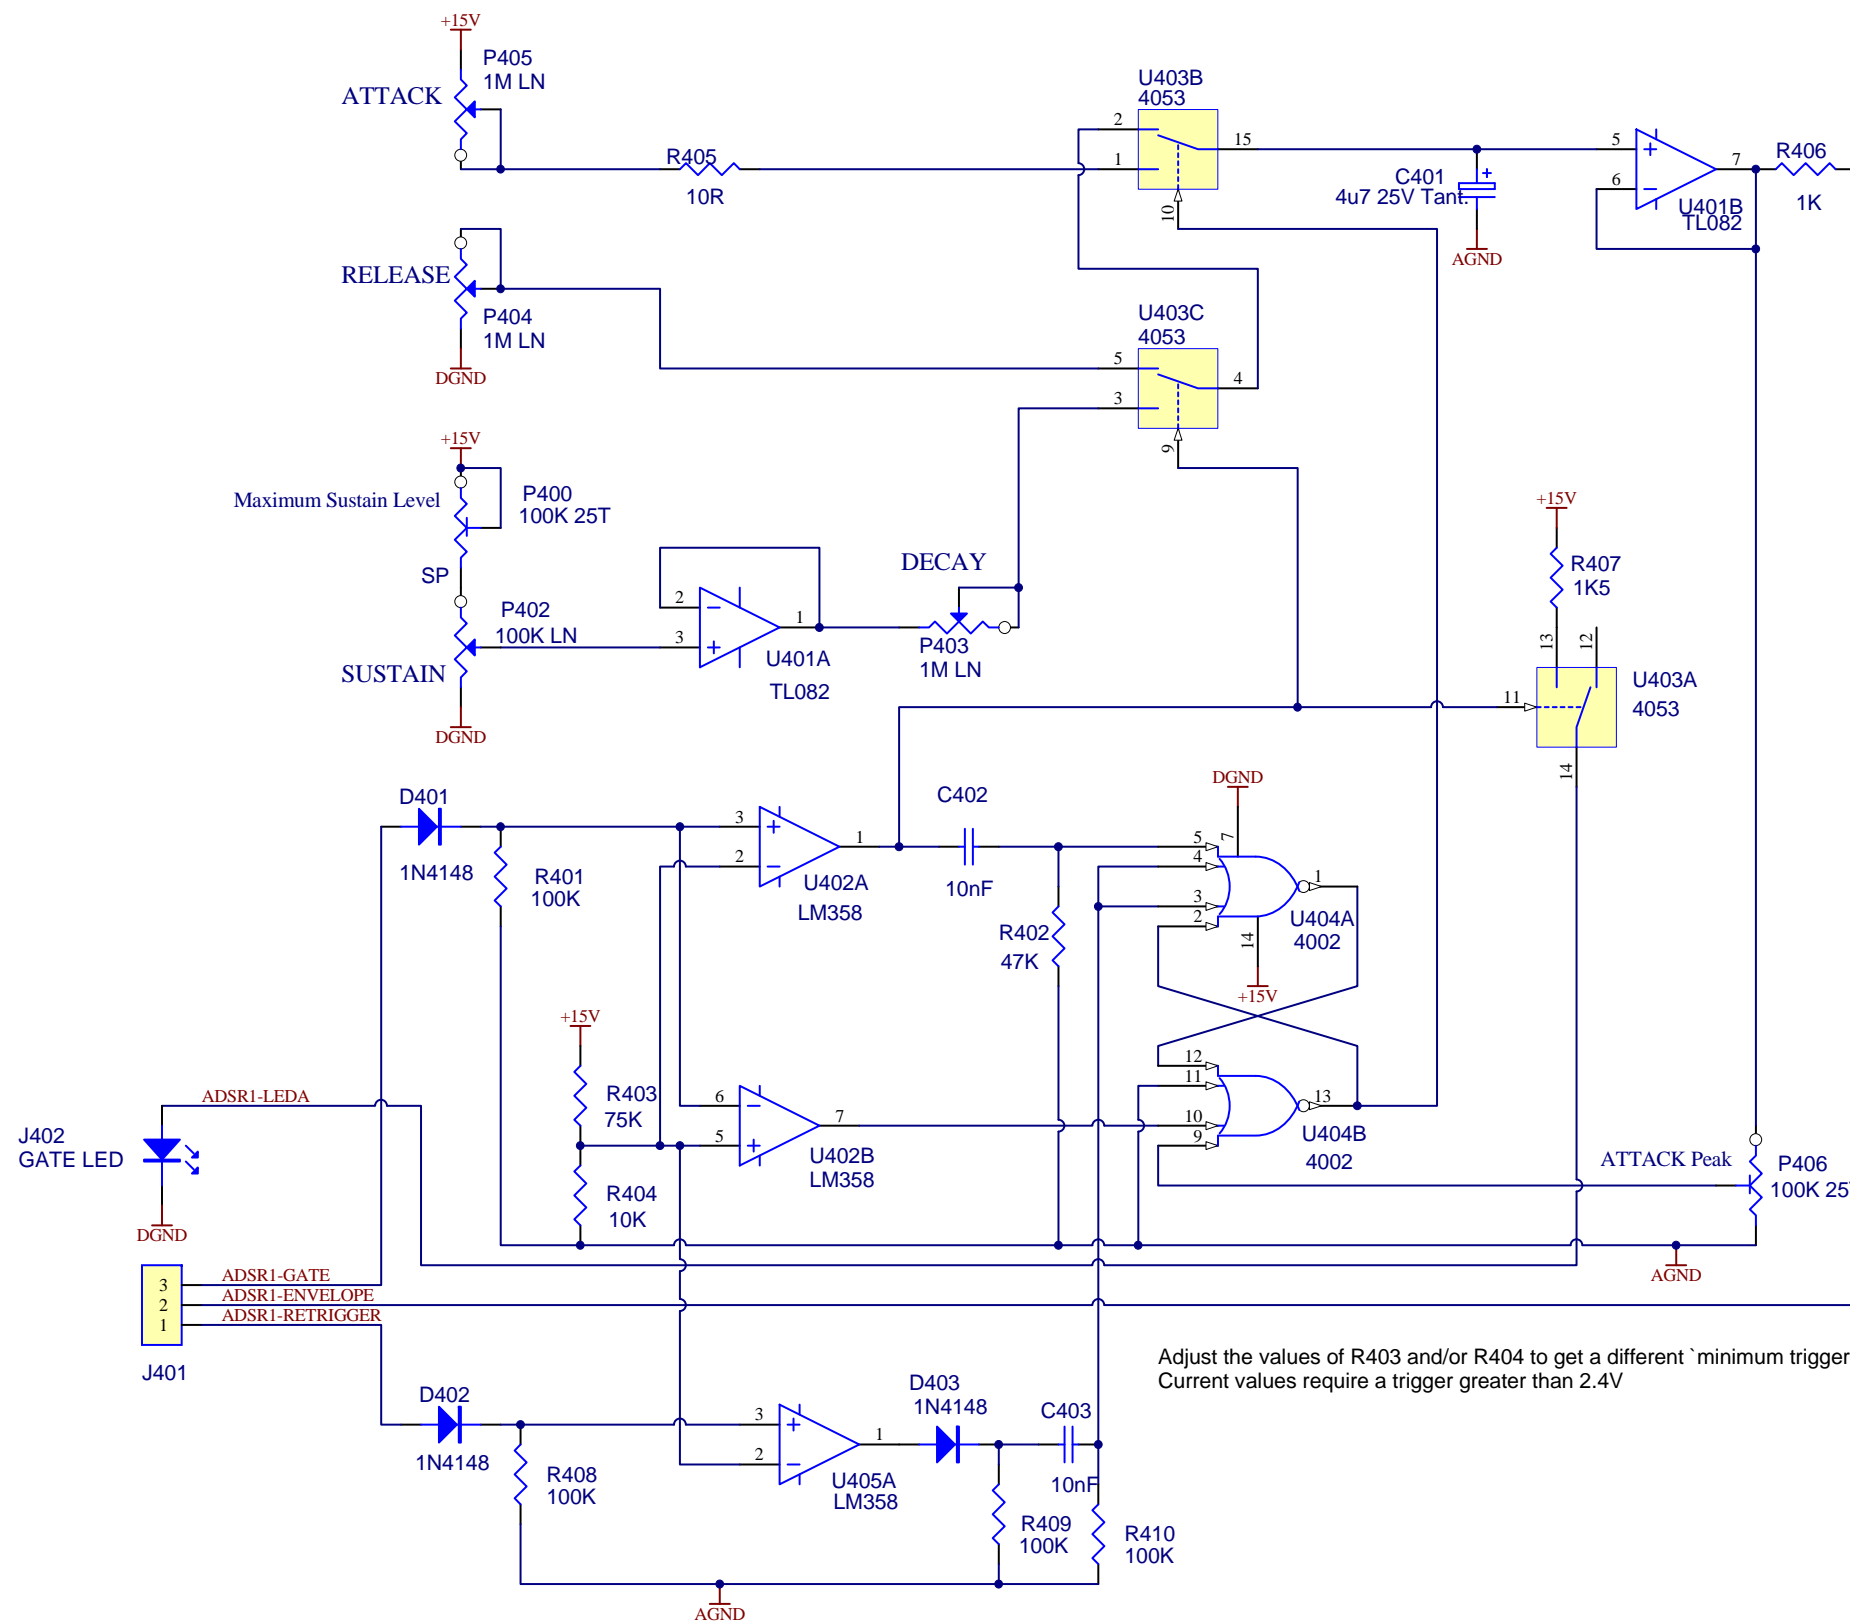 +15V
P405
1M LN
ATTACK
R405
10R
U403B
4053
2
1
15
10
C401
4u7 25V Tant.
+
AGND
5
6
7
U401B
TL082
R406
1K
RELEASE
P404
1M LN
DGND
U403C
4053
5
3
4
9
+15V
Maximum Sustain Level
P400
100K 25T
SP
P402
100K LN
SUSTAIN
DGND
2
3
1
U401A
TL082
DECAY
P403
1M LN
+15V
R407
1K5
13
12
11
14
U403A
4053
D401
1N4148
R401
100K
3
2
1
U402A
LM358
C402
10nF
R402
47K
DGND
7
5
4
3
2
1
14
U404A
4002
+15V
+15V
R403
75K
R404
10K
6
5
7
U402B
LM358
12
11
10
9
13
U404B
4002
ATTACK Peak
P406
100K 25T
AGND
ADSR1-LEDA
J402
GATE LED
DGND
3
2
1
J401
ADSR1-GATE
ADSR1-ENVELOPE
ADSR1-RETRIGGER
Adjust the values of R403 and/or R404 to get a different `minimum trigger
Current values require a trigger greater than 2.4V
D402
1N4148
R408
100K
3
2
1
U405A
LM358
D403
1N4148
C403
10nF
R409
100K
R410
100K
AGND